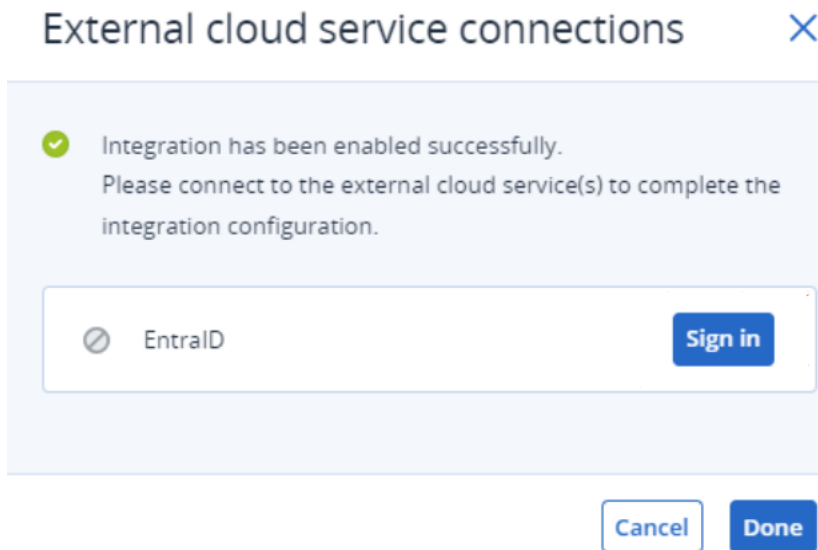 External cloud service connections
Integration has been enabled successfully.
Please connect to the external cloud service(s) to complete the
integration configuration.
EntraID
Sign in
Cancel
Done